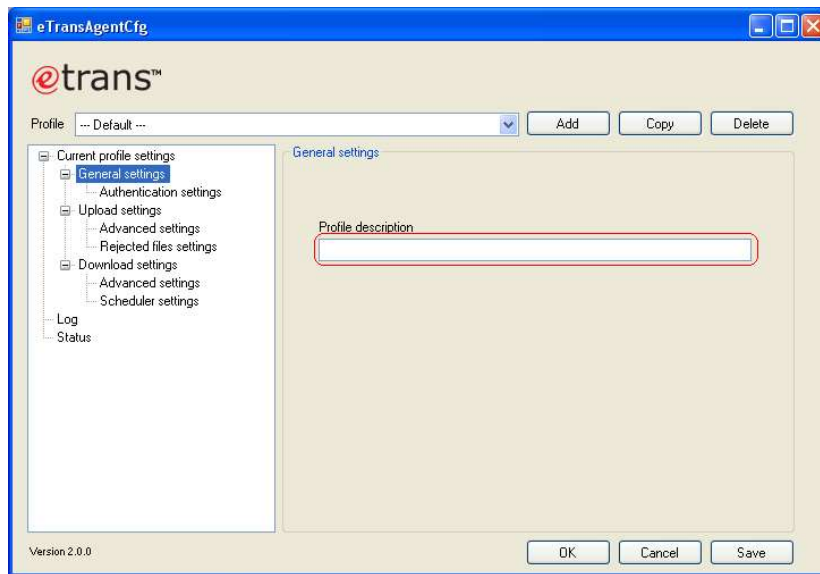 eTransAgentCfg
etrans™
Profile --- Default --- Add Copy Delete
Current profile settings
General settings
Authentication settings
Upload settings
Advanced settings
Rejected files settings
Download settings
Advanced settings
Scheduler settings
Log
Status
General settings
Profile description
Version 2.0.0
OK Cancel Save